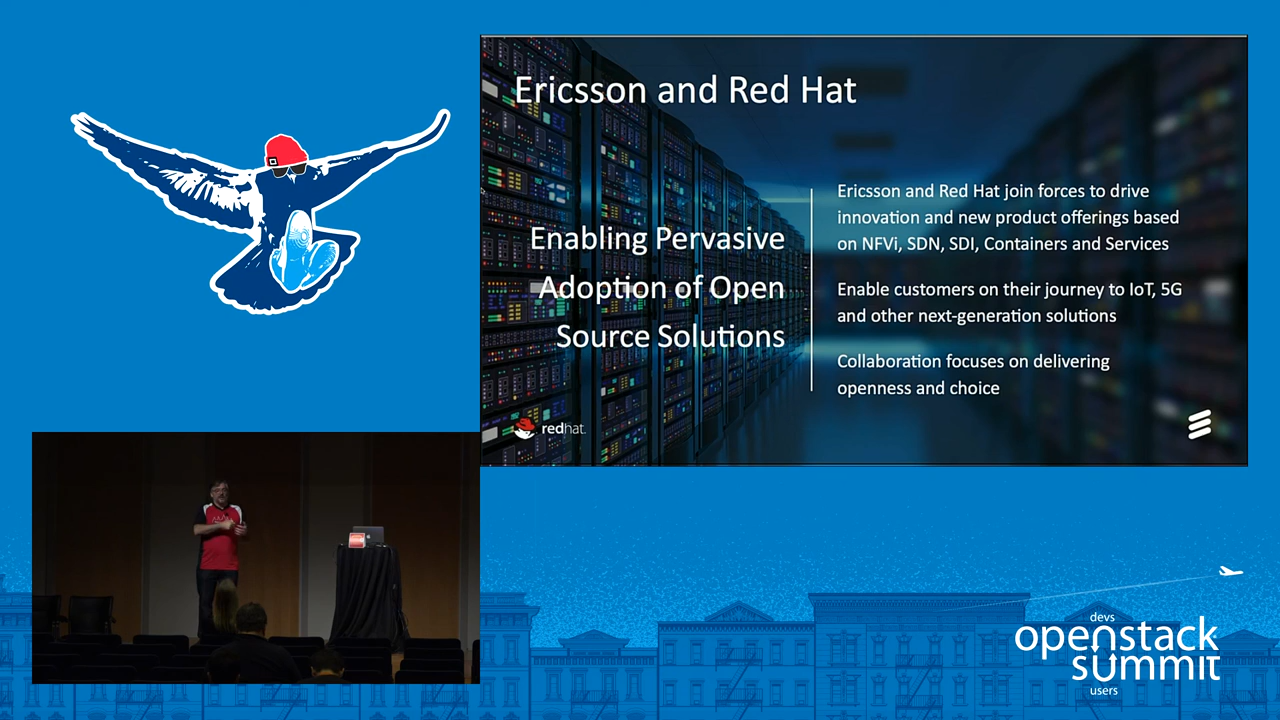 Ericsson and Red Hat
Enabling Pervasive
Adoption of Open
Source Solutions
Ericsson and Red Hat join forces to drive
innovation and new product offerings based
on NFVi, SDN, SDI, Containers and Services
Enable customers on their journey to IoT, 5G
and other next-generation solutions
Collaboration focuses on delivering
openness and choice
redhat.
devs
openstack
summit
users